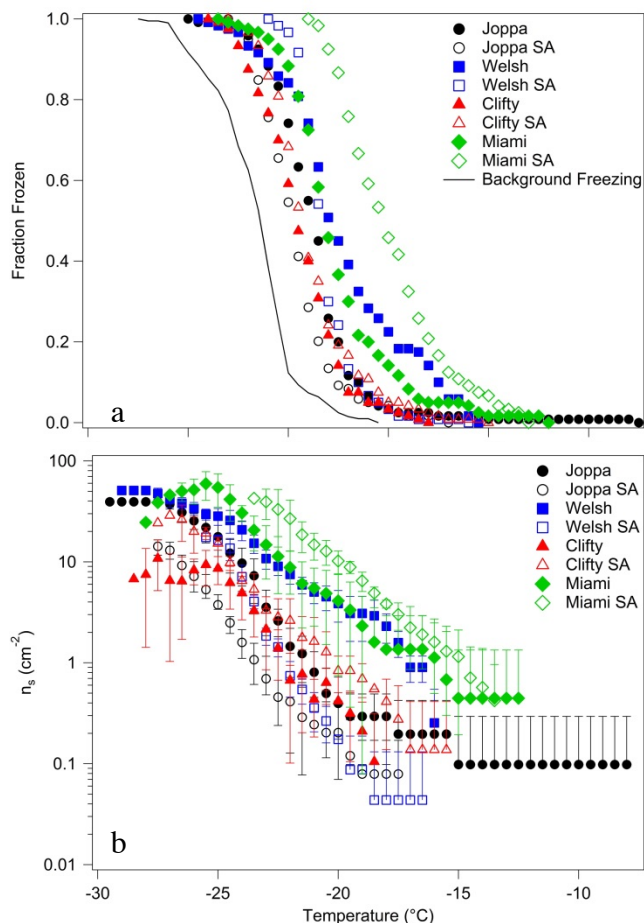 1.0
0.8
0.6
0.4
0.2
0.0
Fraction Frozen
a
Joppa
Joppa SA
Welsh
Welsh SA
Clifty
Clifty SA
Miami
Miami SA
Background Freezing
100
10
1
0.1
0.01
nₛ (cm⁻²)
b
Joppa
Joppa SA
Welsh
Welsh SA
Clifty
Clifty SA
Miami
Miami SA
-30
-25
-20
-15
-10
Temperature (°C)